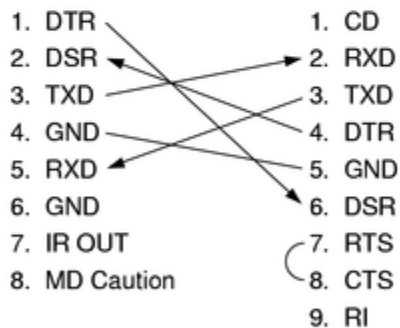 1. DTR
2. DSR
3. TXD
4. GND
5. RXD
6. GND
7. IR OUT
8. MD Caution
1. CD
2. RXD
3. TXD
4. DTR
5. GND
6. DSR
7. RTS
8. CTS
9. RI